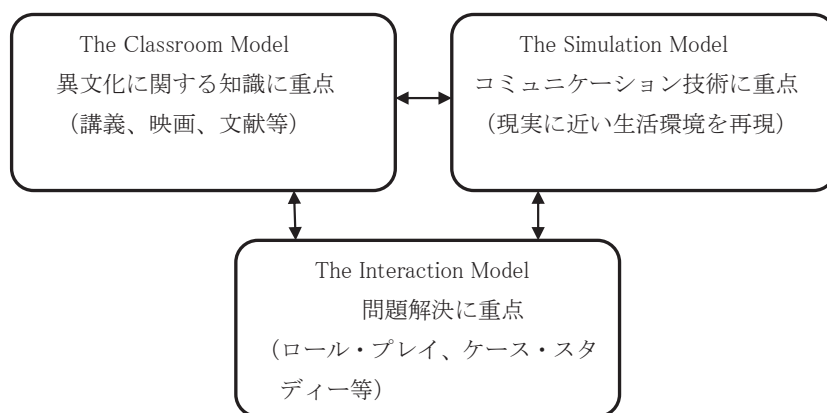 The Classroom Model
異文化に関する知識に重点
（講義、映画、文献等）
The Simulation Model
コミュニケーション技術に重点
（現実に近い生活環境を再現）
The Interaction Model
問題解決に重点
（ロール・プレイ、ケース・スタ
ディー等）